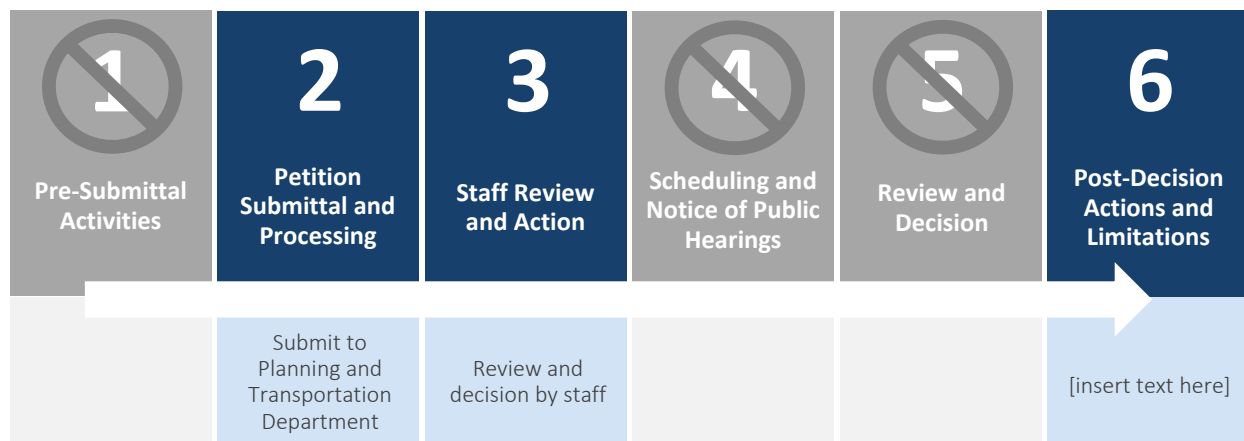 1
Pre-Submittal
Activities
2
Petition
Submittal and
Processing
Submit to
Planning and
Transportation
Department
3
Staff Review
and Action
Review and
decision by staff
4
Scheduling and
Notice of Public
Hearings
5
Review and
Decision
6
Post-Decision
Actions and
Limitations
[insert text here]